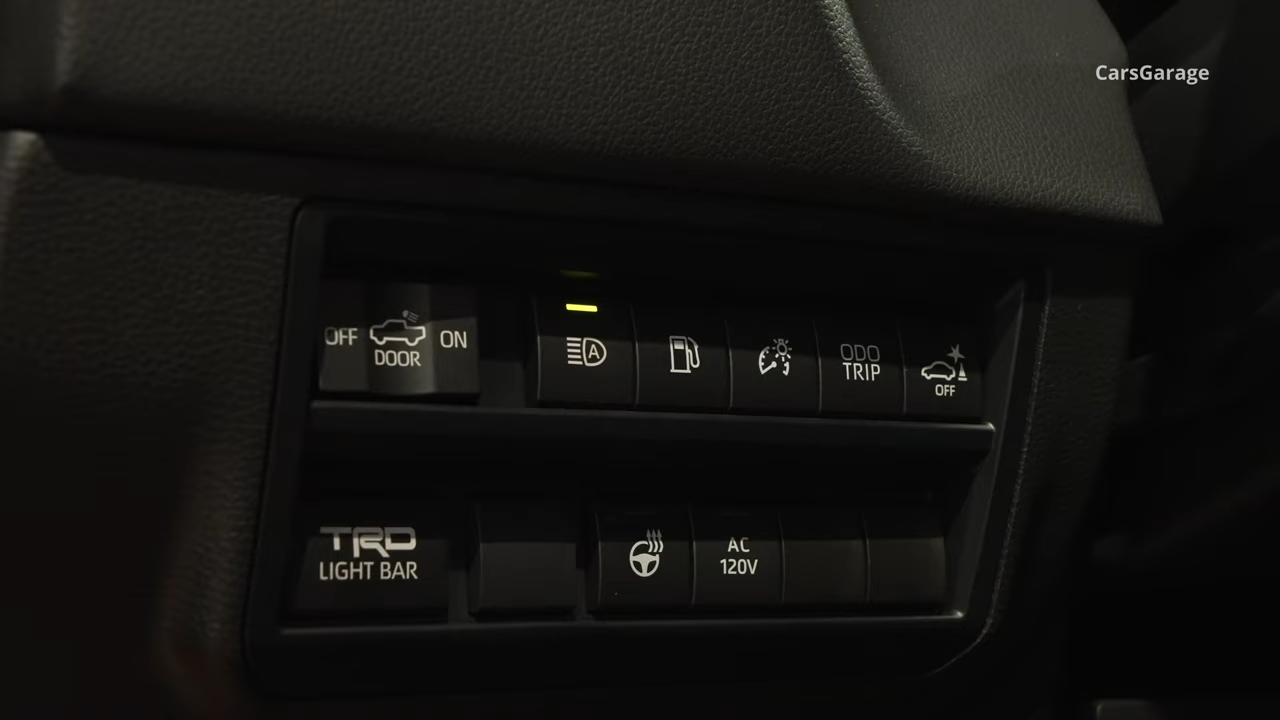 CarsGarage
OFF DOOR ON
A
ODO
TRIP
OFF
TRD
LIGHT BAR
AC
120V